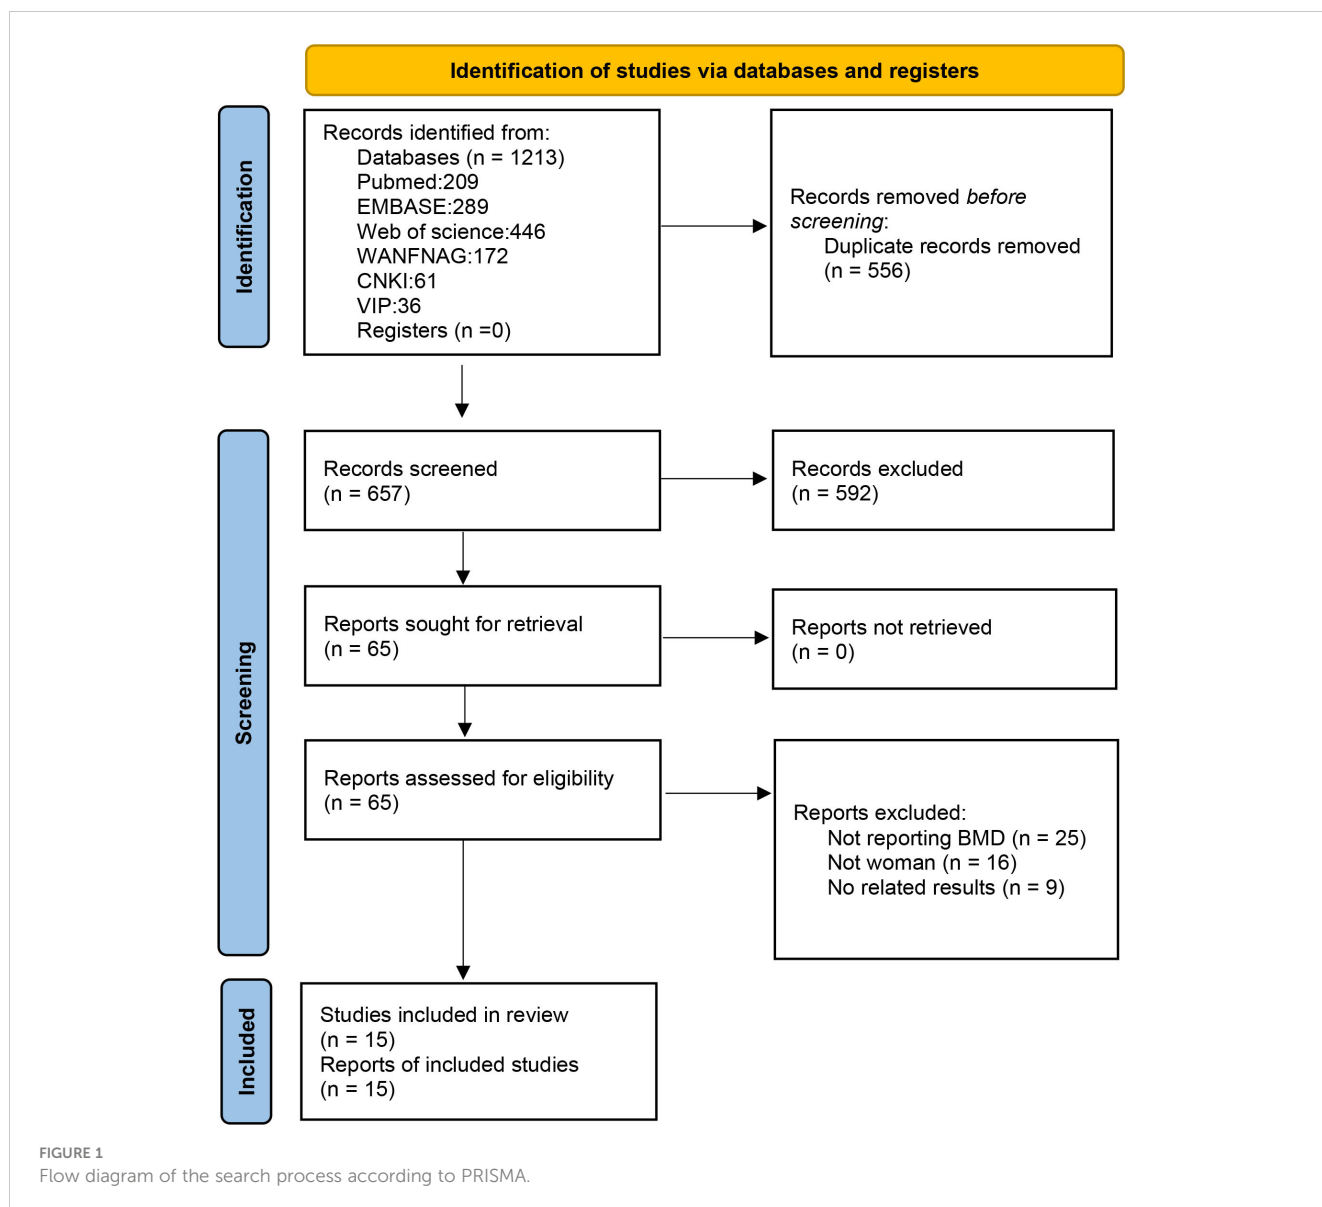 Identification of studies via databases and registers
Identification
Records identified from:
Databases (n = 1213)
Pubmed:209
EMBASE:289
Web of science:446
WANFNAG:172
CNKI:61
VIP:36
Registers (n =0)
Records removed before
screening:
Duplicate records removed
(n = 556)
Screening
Records screened
(n = 657)
Records excluded
(n = 592)
Reports sought for retrieval
(n = 65)
Reports not retrieved
(n = 0)
Reports assessed for eligibility
(n = 65)
Reports excluded:
Not reporting BMD (n = 25)
Not woman (n = 16)
No related results (n = 9)
Included
Studies included in review
(n = 15)
Reports of included studies
(n = 15)
FIGURE 1
Flow diagram of the search process according to PRISMA.